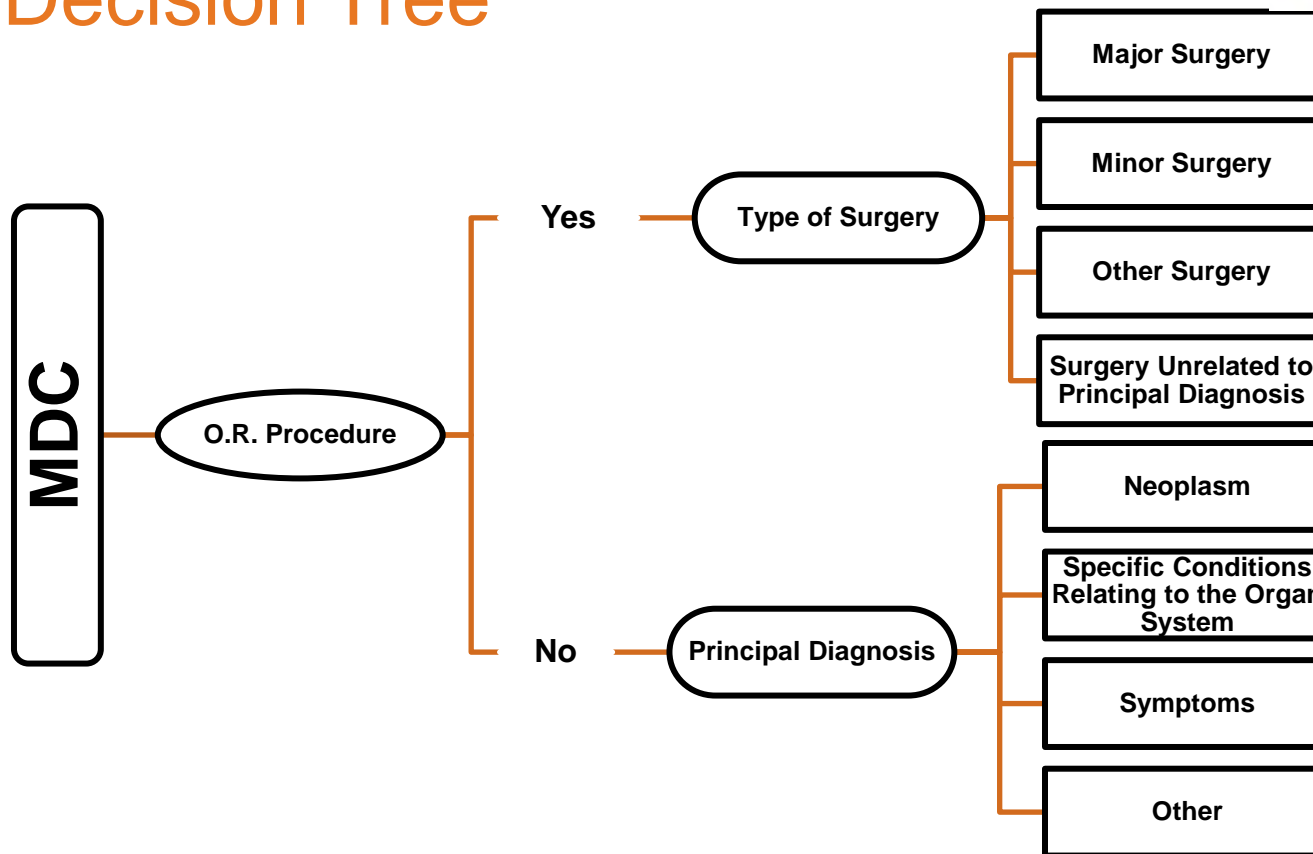 Decision Tree
Major Surgery
Minor Surgery
Yes
Type of Surgery
Other Surgery
Surgery Unrelated to
Principal Diagnosis
MDC
O.R. Procedure
Neoplasm
Specific Conditions
Relating to the Organ
System
No
Principal Diagnosis
Symptoms
Other